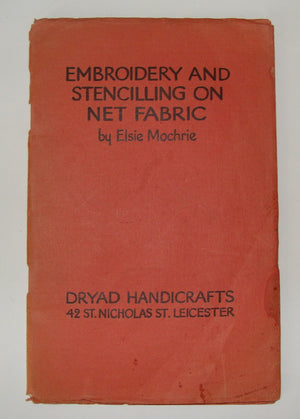 EMBROIDERY AND
STENCILLING ON
NET FABRIC
by Elsie Mochrie
DRYAD HANDICRAFTS
42 ST. NICHOLAS ST. LEICESTER